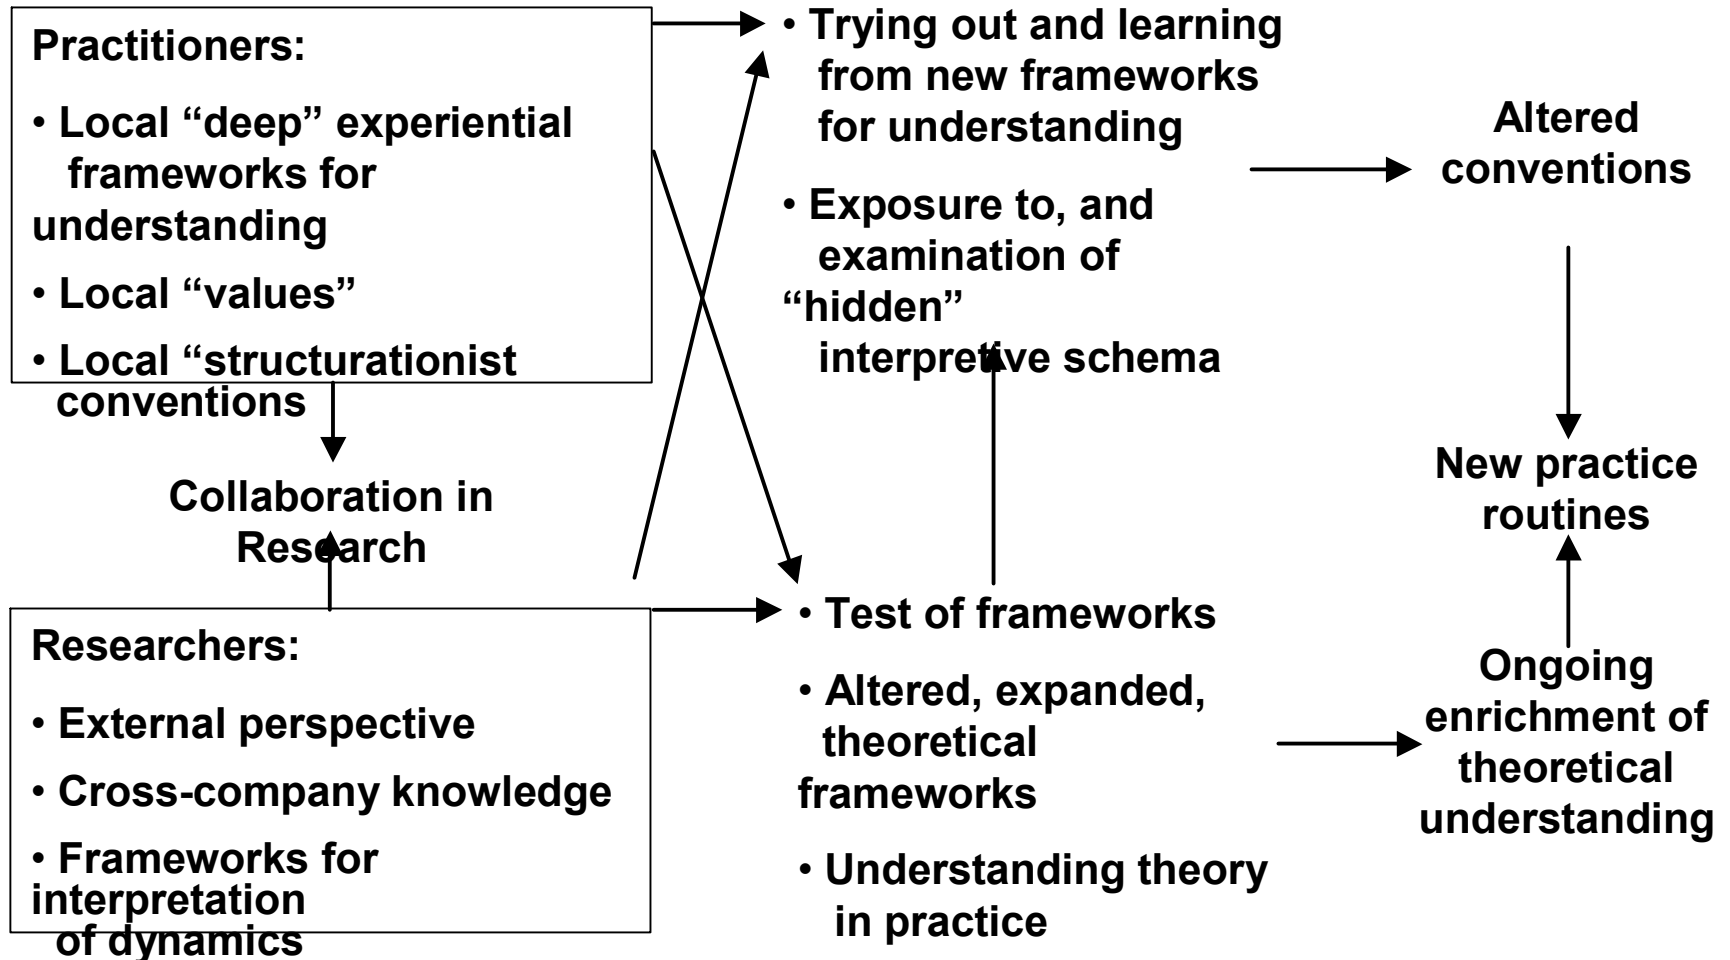 Practitioners:
• Local “deep” experiential
frameworks for
understanding
• Local “values”
• Local “structurationist
conventions
Collaboration in
Research
Researchers:
• External perspective
• Cross-company knowledge
• Frameworks for
interpretation
of dynamics
• Trying out and learning
from new frameworks
for understanding
• Exposure to, and
examination of
“hidden”
interpretive schema
• Test of frameworks
• Altered, expanded,
theoretical
frameworks
• Understanding theory
in practice
Altered
conventions
New practice
routines
Ongoing
enrichment of
theoretical
understanding